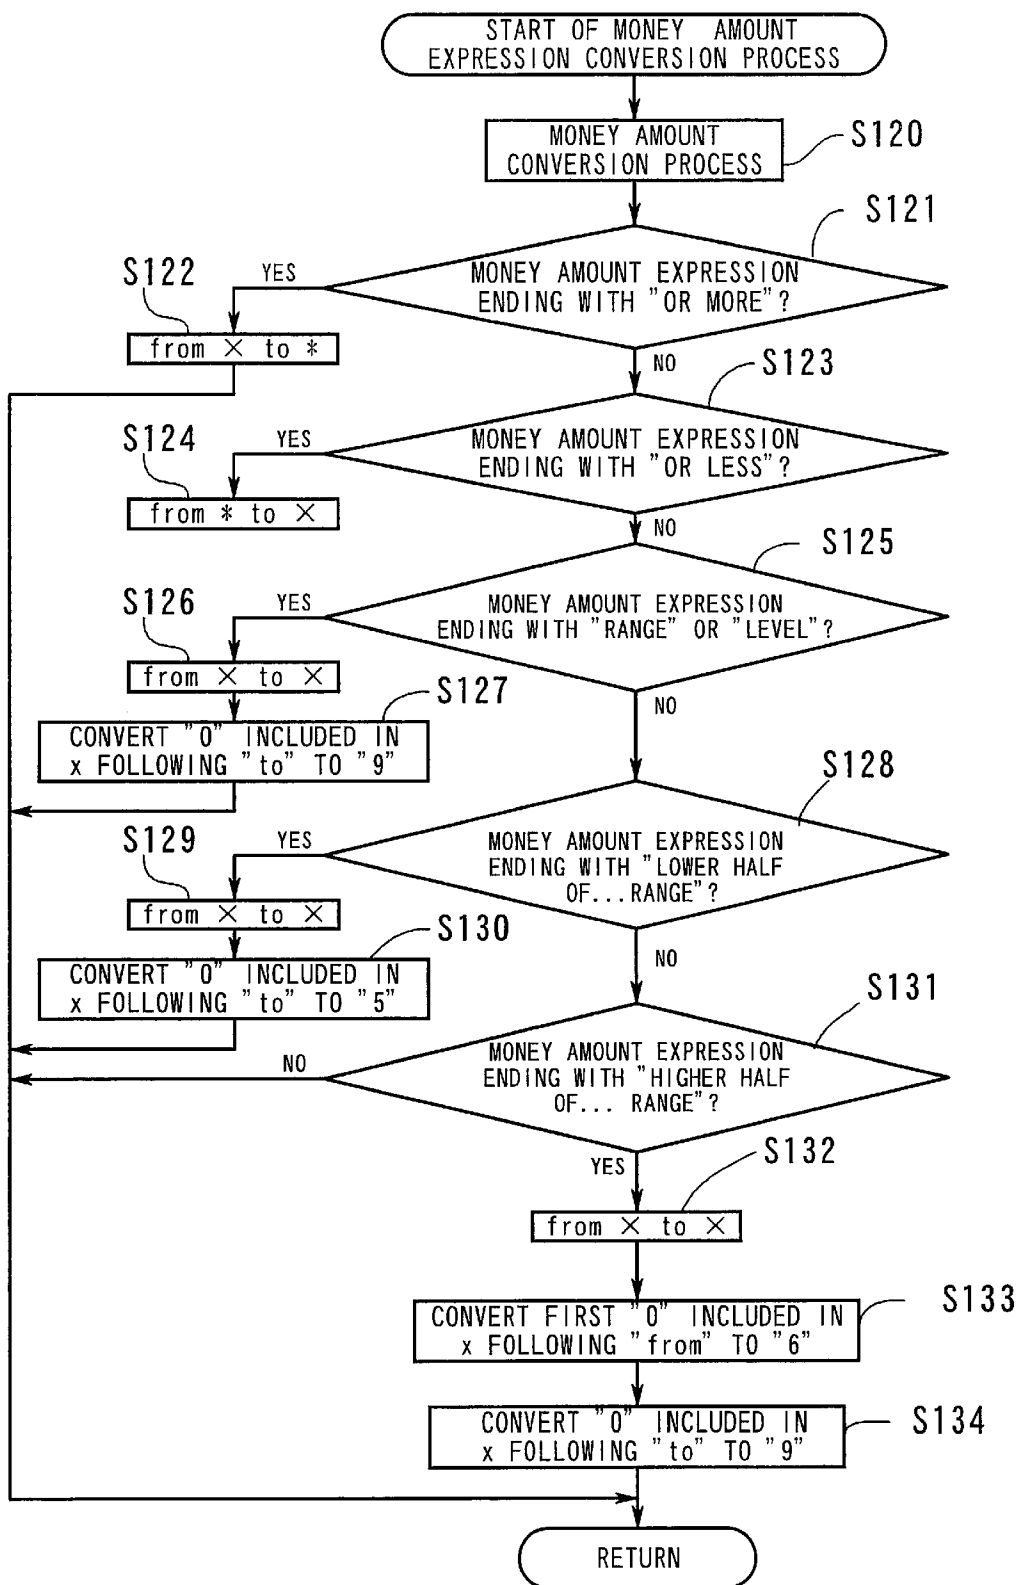 START OF MONEY AMOUNT
EXPRESSION CONVERSION PROCESS
MONEY AMOUNT
CONVERSION PROCESS
S120
S121
MONEY AMOUNT EXPRESSION
ENDING WITH "OR MORE"?
YES
S122
from × to *
NO
S123
MONEY AMOUNT EXPRESSION
ENDING WITH "OR LESS"?
YES
S124
from * to ×
NO
S125
MONEY AMOUNT EXPRESSION
ENDING WITH "RANGE" OR "LEVEL"?
YES
S126
from × to ×
S127
CONVERT "0" INCLUDED IN
x FOLLOWING "to" TO "9"
NO
S128
MONEY AMOUNT EXPRESSION
ENDING WITH "LOWER HALF
OF...RANGE"?
YES
S129
from × to ×
S130
CONVERT "0" INCLUDED IN
x FOLLOWING "to" TO "5"
NO
S131
MONEY AMOUNT EXPRESSION
ENDING WITH "HIGHER HALF
OF... RANGE"?
NO
YES
S132
from × to ×
S133
CONVERT FIRST "0" INCLUDED IN
x FOLLOWING "from" TO "6"
S134
CONVERT "0" INCLUDED IN
x FOLLOWING "to" TO "9"
RETURN